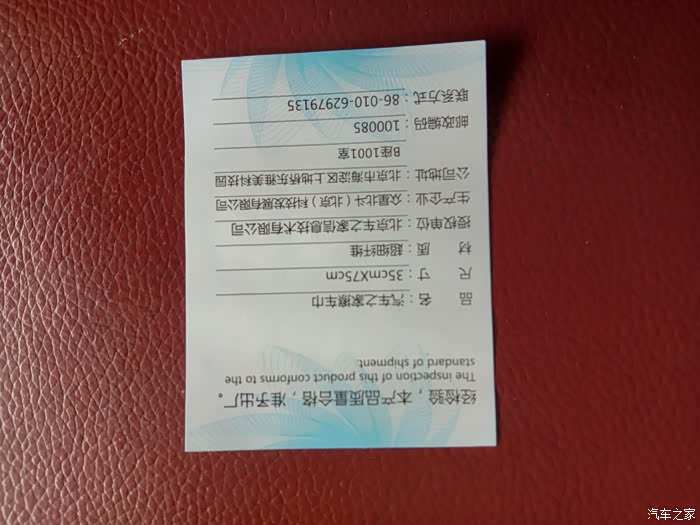 经检验，本产品质量合格，准予出厂。
The inspection of this product conforms to the
standard of shipment.
品 名：汽车之家擦车巾
尺 寸：35cmX75cm
材 质：超细纤维
授权单位：北京车之家信息技术有限公司
生产企业：众星北斗（北京）科技发展有限公司
公司地址：北京市海淀区上地桥东雅美科技园
B座1001室
邮政编码：100085
联系方式：86-010-62979135
汽车之家